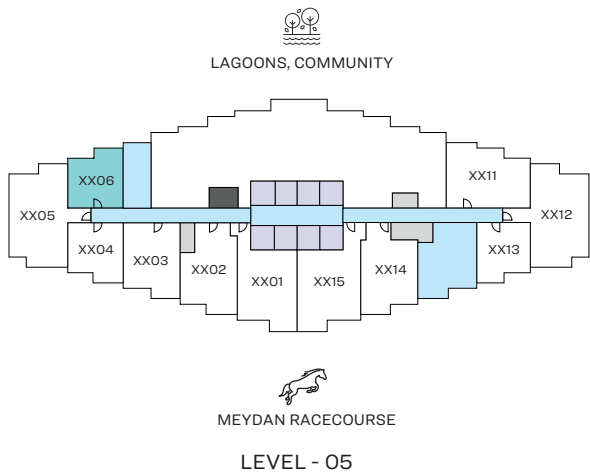 LAGOONS, COMMUNITY
XX06
XX11
XX05
XX12
XX04
XX13
XX03
XX02
XX14
XX01
XX15
MEYDAN RACECOURSE
LEVEL - 05